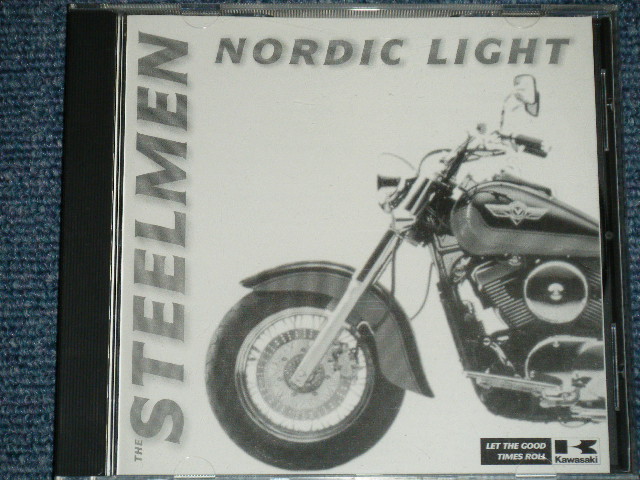 NORDIC LIGHT
THE STEELMEN
LET THE GOOD
TIMES ROLL
Kawasaki